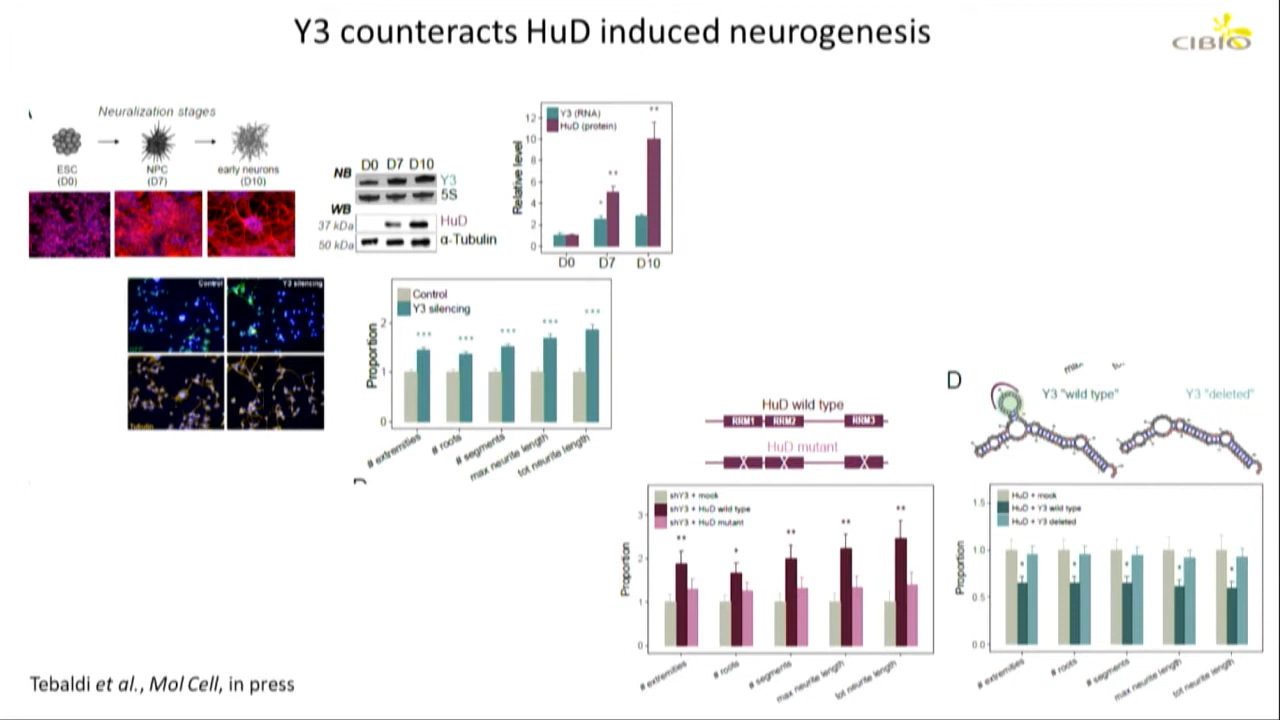 Y3 counteracts HuD induced neurogenesis
CIBIO
Neuralization stages
ESC
(D0)
NPC
(D7)
early neurons
(D10)
NB
D0 D7 D10
Y3
5S
WB
37 kDa
HuD
50 kDa
α-Tubulin
Relative level
Y3 (RNA)
HuD (protein)
**
**
*
12
10
8
6
4
2
0
D0 D7 D10
Control
Y3 silencing
Tubulin
Proportion
Control
Y3 silencing
***
***
***
***
***
2
1
0
# extremities
# roots
# segments
max neurite length
tot neurite length
HuD wild type
RRM1 RRM2 RRM3
HuD mutant
Proportion
shY3 + mock
shY3 + HuD wild type
shY3 + HuD mutant
**
*
**
**
**
3
2
1
0
# extremities
# roots
# segments
max neurite length
tot neurite length
D
Y3 "wild type"
Y3 "deleted"
Proportion
HuD + mock
HuD + Y3 wild type
HuD + Y3 deleted
* * * * *
1.5
1.0
0.5
0.0
# extremities
# roots
# segments
max neurite length
tot neurite length
Tebaldi et al., Mol Cell, in press